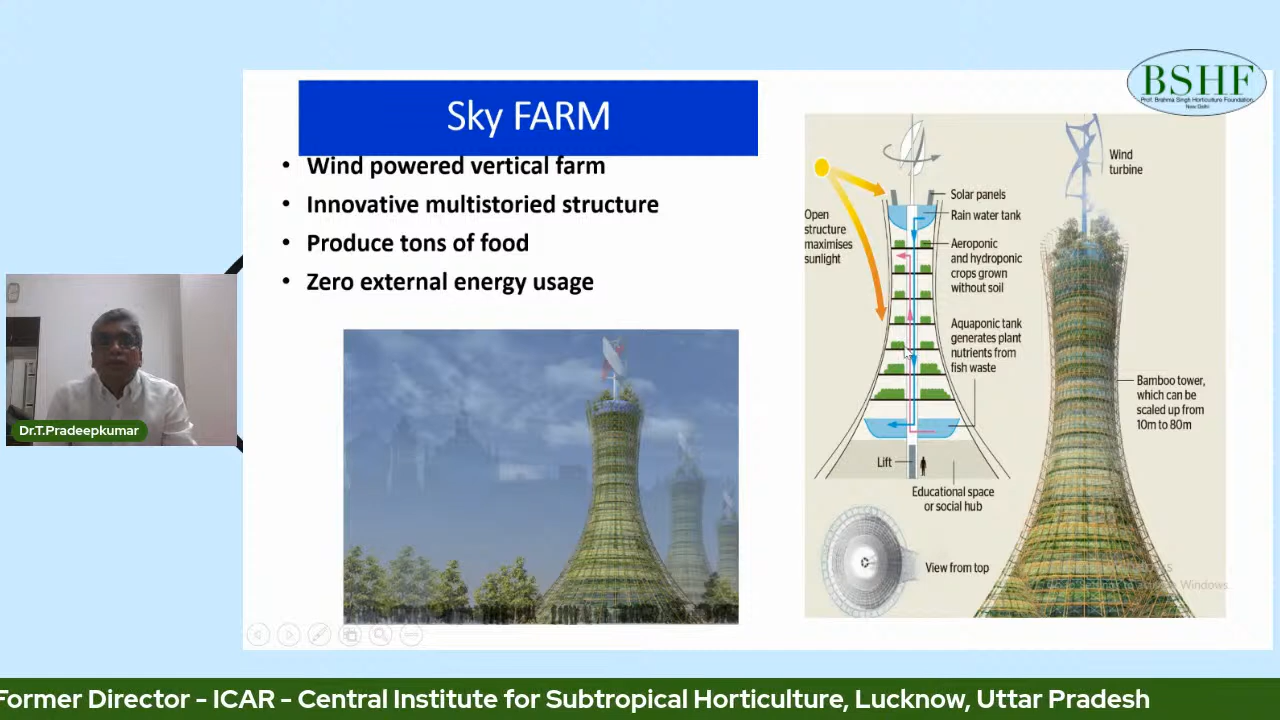 BSHF
Prof. Brahma Singh Horticulture Foundation
New Delhi
Sky FARM
• Wind powered vertical farm
• Innovative multistoried structure
• Produce tons of food
• Zero external energy usage
Wind
turbine
Solar panels
Rain water tank
Open
structure
maximises
sunlight
Aeroponic
and hydroponic
crops grown
without soil
Aquaponic tank
generates plant
nutrients from
fish waste
Bamboo tower,
which can be
scaled up from
10m to 80m
Lift
Educational space
or social hub
View from top
Windows
Dr.T.Pradeepkumar
Former Director - ICAR - Central Institute for Subtropical Horticulture, Lucknow, Uttar Pradesh